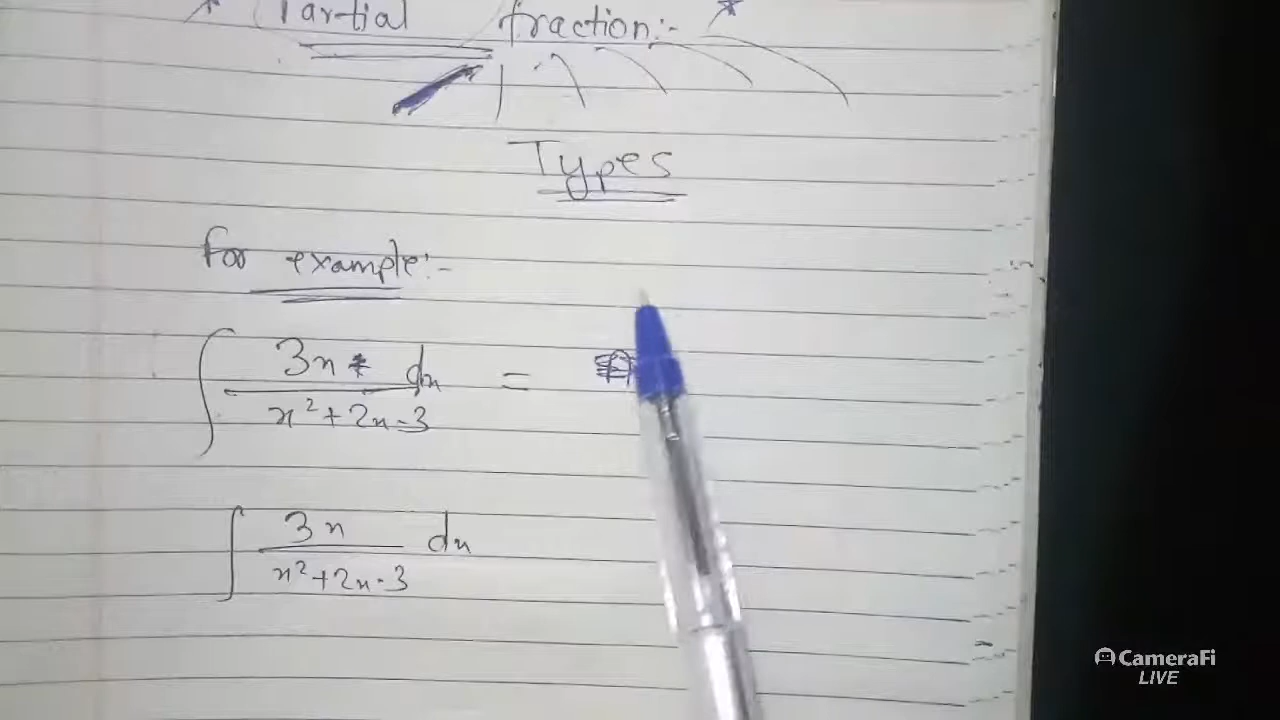 * Partial fraction:- *
Types
for example:-
∫ 3x dx / x²+2x-3 =
∫ 3x / x²+2x-3 dx
CameraFi
LIVE